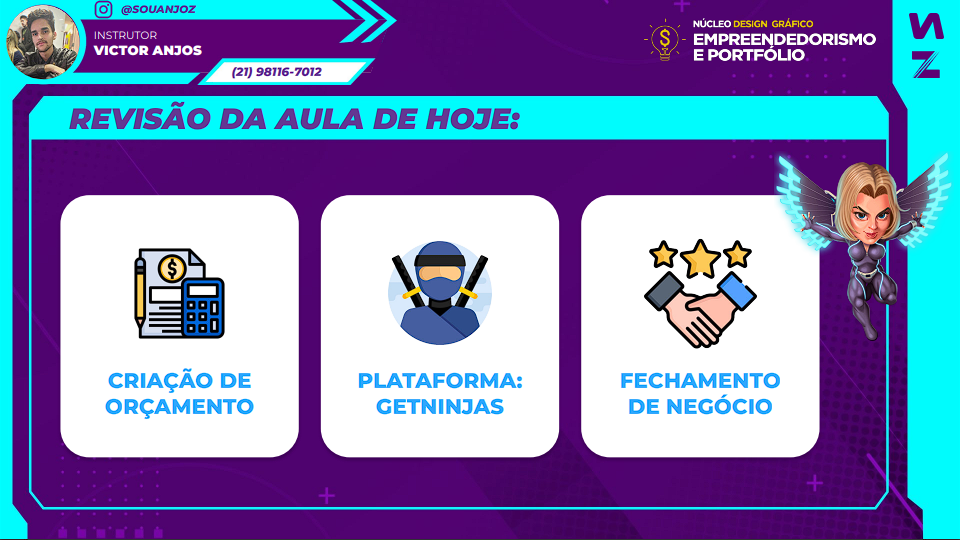 @SOUANJOZ
INSTRUTOR
VICTOR ANJOS
(21) 98116-7012
NÚCLEO DESIGN GRÁFICO
EMPREENDEDORISMO
E PORTFÓLIO
REVISÃO DA AULA DE HOJE:
CRIAÇÃO DE
ORÇAMENTO
PLATAFORMA:
GETNINJAS
FECHAMENTO
DE NEGÓCIO